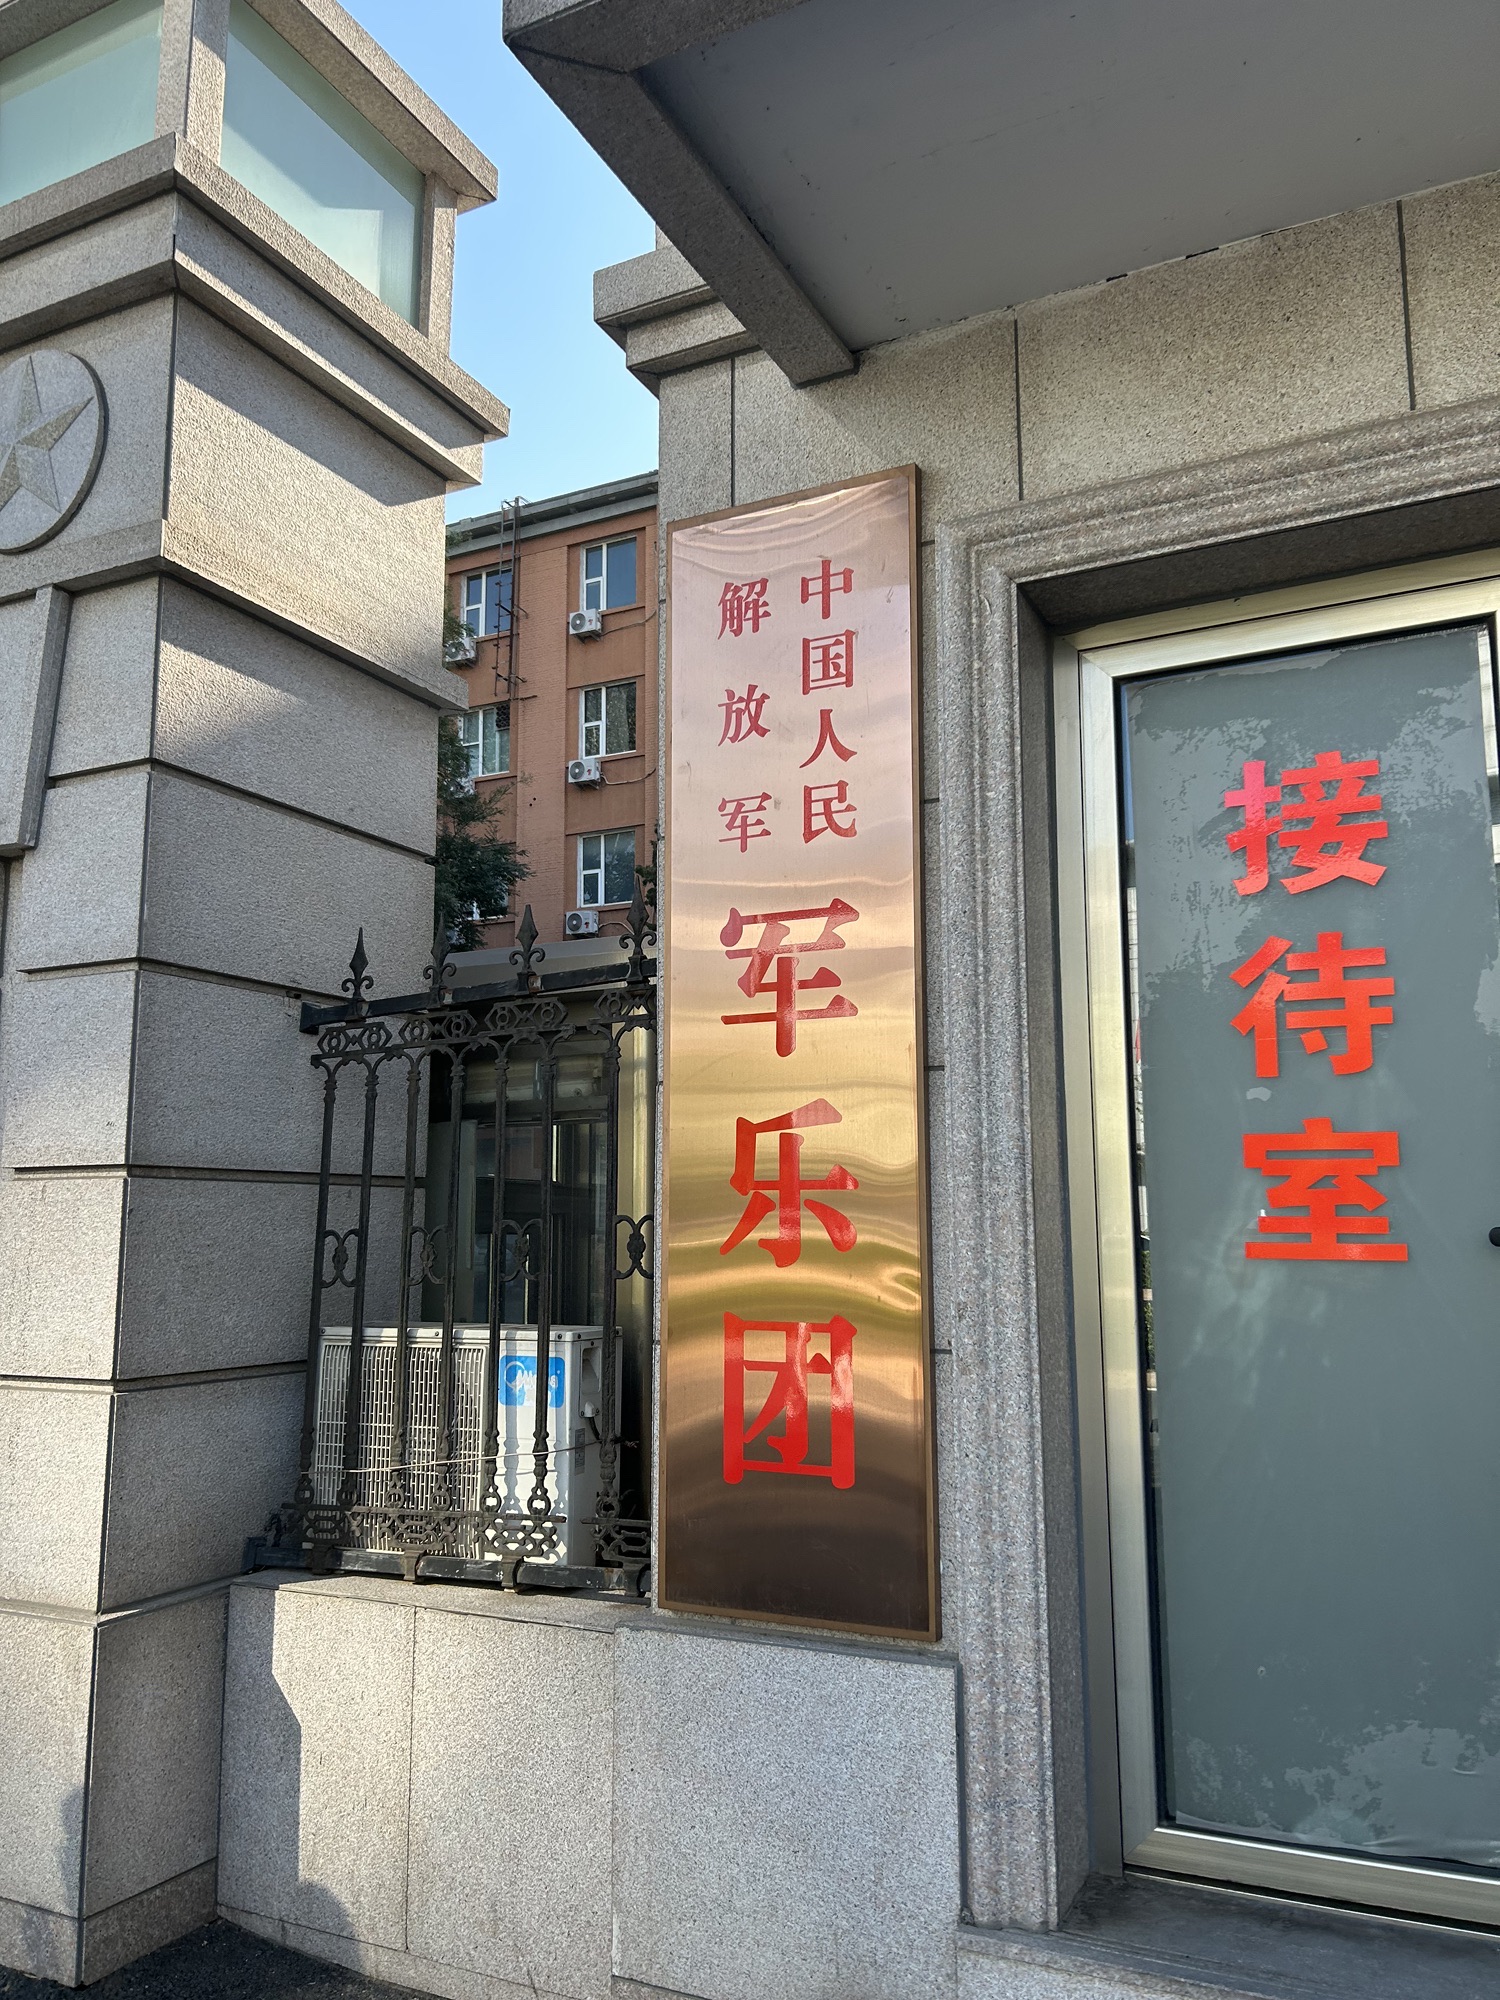 中国人民
解放军
军乐团
接待室